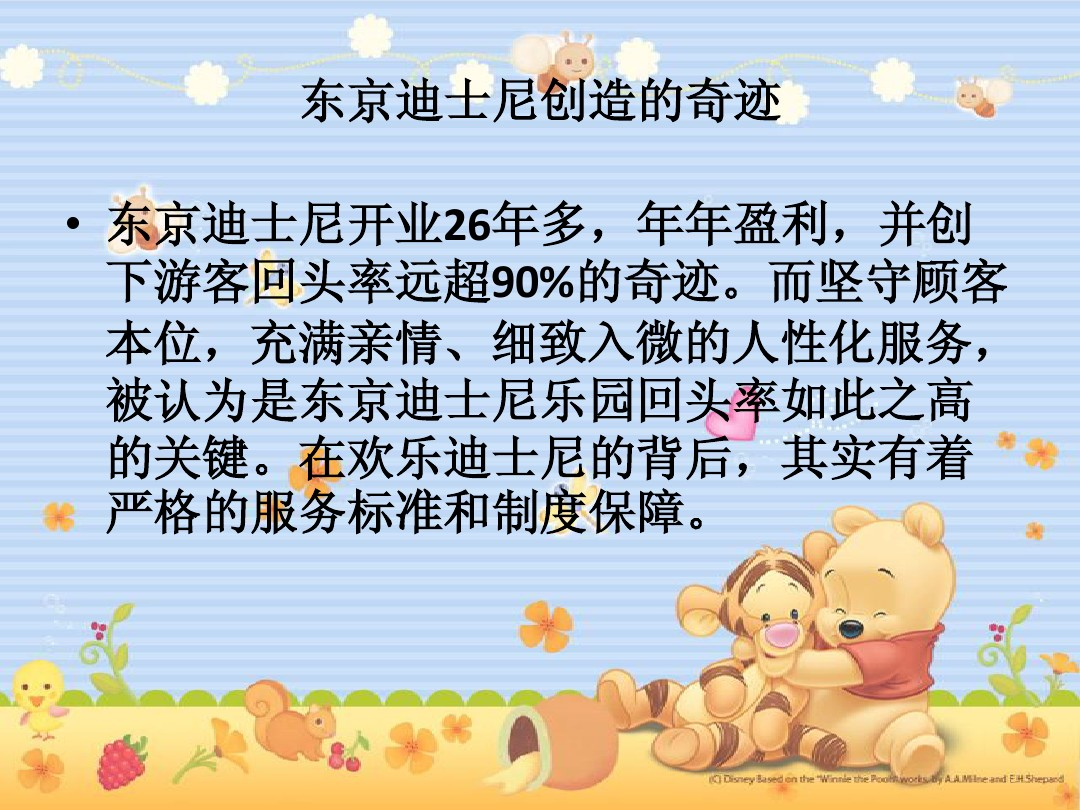 东京迪士尼创造的奇迹
• 东京迪士尼开业26年多，年年盈利，并创
下游客回头率远超90%的奇迹。而坚守顾客
本位，充满亲情、细致入微的人性化服务，
被认为是东京迪士尼乐园回头率如此之高
的关键。在欢乐迪士尼的背后，其实有着
严格的服务标准和制度保障。
(C) Disney Based on the "Winnie the Pooh" works, by A.A.Milne and E.H.Shepard